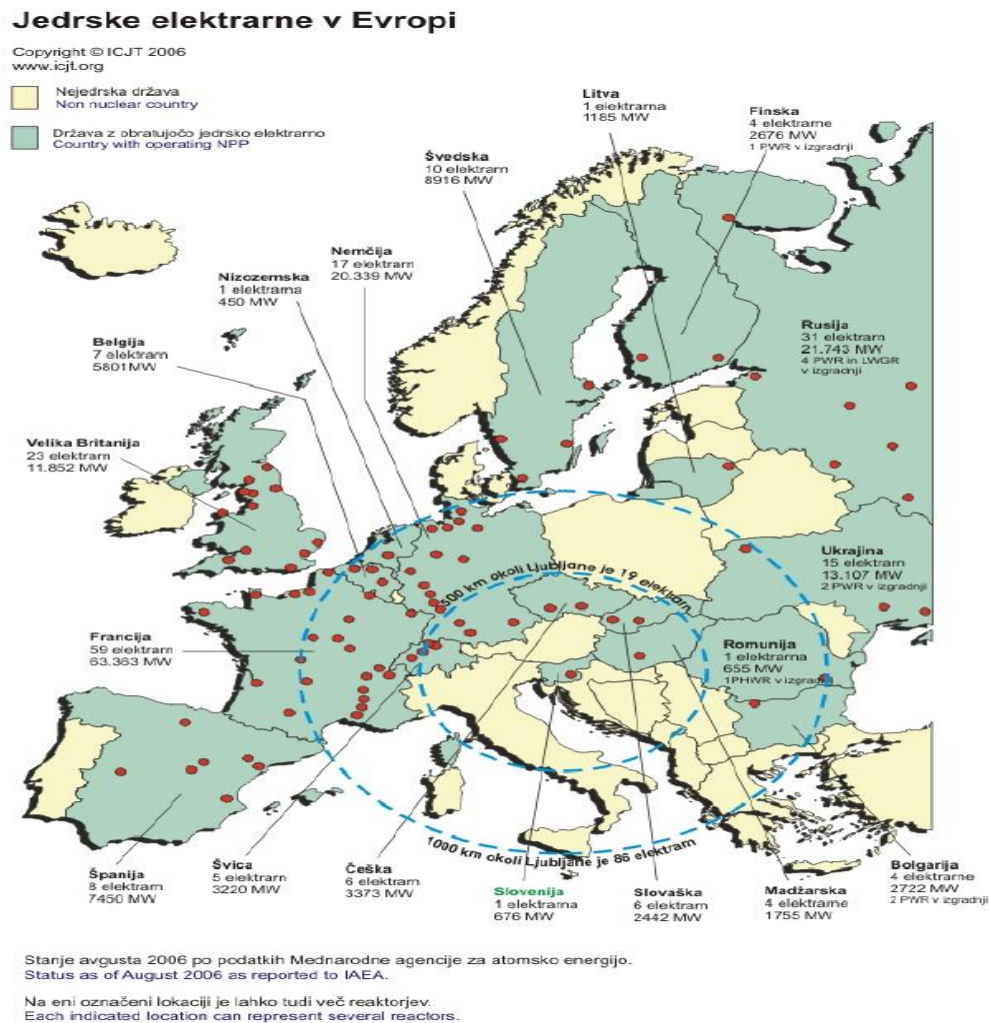 Jedrske elektrarne v Evropi
Copyright © ICJT 2006
www.icjt.org
Nejedrska država
Non nuclear country
Država z obratujočo jedrsko elektrarno
Country with operating NPP
Litva
1 elektrarna
1185 MW
Finska
4 elektrarne
2676 MW
1 PWR v izgradnji
Švedska
10 elektrarn
8916 MW
Nemčija
17 elektrarn
20.339 MW
Nizozemska
1 elektrarna
450 MW
Belgija
7 elektrarn
5801MW
Rusija
31 elektrarn
21.743 MW
4 PWR in LWGR
v izgradnji
Velika Britanija
23 elektrarn
11.852 MW
Ukrajina
15 elektrarn
13.107 MW
2 PWR v izgradnji
500 km okoli Ljubljane je 19 elektrarn
Francija
59 elektrarn
63.363 MW
Romunija
1 elektrarna
655 MW
1PHWR v izgradnji
1000 km okoli Ljubljane je 86 elektrarn
Španija
8 elektrarn
7450 MW
Švica
5 elektrarn
3220 MW
Češka
6 elektrarn
3373 MW
Slovenija
1 elektrarna
676 MW
Slovaška
6 elektrarn
2442 MW
Madžarska
4 elektrarne
1755 MW
Bolgarija
4 elektrarne
2722 MW
2 PWR v izgradnji
Stanje avgusta 2006 po podatkih Mednarodne agencije za atomsko energijo.
Status as of August 2006 as reported to IAEA.
Na eni označeni lokaciji je lahko tudi več reaktorjev.
Each indicated location can represent several reactors.